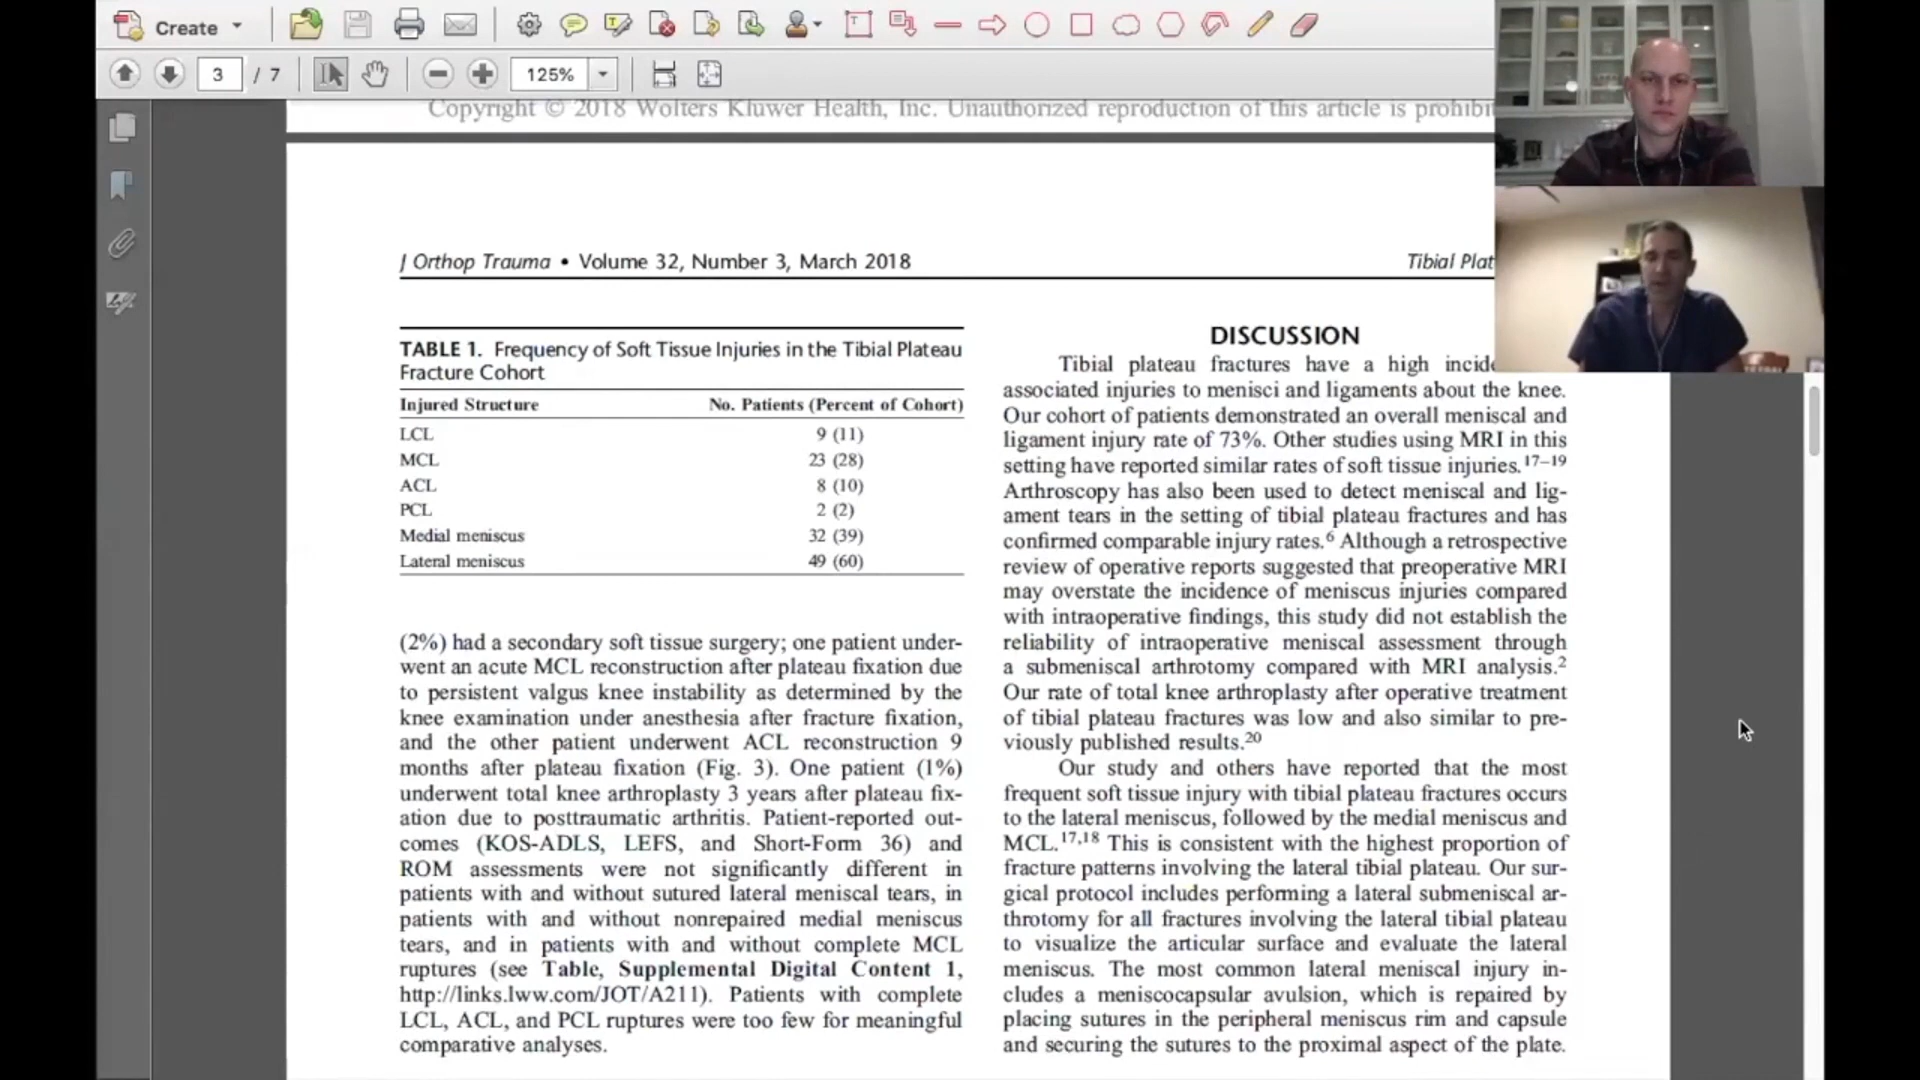 Create
3 / 7
125%
Copyright © 2018 Wolters Kluwer Health, Inc. Unauthorized reproduction of this article is prohib
J Orthop Trauma • Volume 32, Number 3, March 2018
Tibial Plat
TABLE 1. Frequency of Soft Tissue Injuries in the Tibial Plateau
Fracture Cohort
Injured Structure No. Patients (Percent of Cohort)
LCL 9 (11)
MCL 23 (28)
ACL 8 (10)
PCL 2 (2)
Medial meniscus 32 (39)
Lateral meniscus 49 (60)
(2%) had a secondary soft tissue surgery; one patient under-
went an acute MCL reconstruction after plateau fixation due
to persistent valgus knee instability as determined by the
knee examination under anesthesia after fracture fixation,
and the other patient underwent ACL reconstruction 9
months after plateau fixation (Fig. 3). One patient (1%)
underwent total knee arthroplasty 3 years after plateau fix-
ation due to posttraumatic arthritis. Patient-reported out-
comes (KOS-ADLS, LEFS, and Short-Form 36) and
ROM assessments were not significantly different in
patients with and without sutured lateral meniscal tears, in
patients with and without nonrepaired medial meniscus
tears, and in patients with and without complete MCL
ruptures (see Table, Supplemental Digital Content 1,
http://links.lww.com/JOT/A211). Patients with complete
LCL, ACL, and PCL ruptures were too few for meaningful
comparative analyses.
DISCUSSION
Tibial plateau fractures have a high incid
associated injuries to menisci and ligaments about the knee.
Our cohort of patients demonstrated an overall meniscal and
ligament injury rate of 73%. Other studies using MRI in this
setting have reported similar rates of soft tissue injuries.17–19
Arthroscopy has also been used to detect meniscal and lig-
ament tears in the setting of tibial plateau fractures and has
confirmed comparable injury rates.6 Although a retrospective
review of operative reports suggested that preoperative MRI
may overstate the incidence of meniscus injuries compared
with intraoperative findings, this study did not establish the
reliability of intraoperative meniscal assessment through
a submeniscal arthrotomy compared with MRI analysis.2
Our rate of total knee arthroplasty after operative treatment
of tibial plateau fractures was low and also similar to pre-
viously published results.20
Our study and others have reported that the most
frequent soft tissue injury with tibial plateau fractures occurs
to the lateral meniscus, followed by the medial meniscus and
MCL.17,18 This is consistent with the highest proportion of
fracture patterns involving the lateral tibial plateau. Our sur-
gical protocol includes performing a lateral submeniscal ar-
throtomy for all fractures involving the lateral tibial plateau
to visualize the articular surface and evaluate the lateral
meniscus. The most common lateral meniscal injury in-
cludes a meniscocapsular avulsion, which is repaired by
placing sutures in the peripheral meniscus rim and capsule
and securing the sutures to the proximal aspect of the plate.